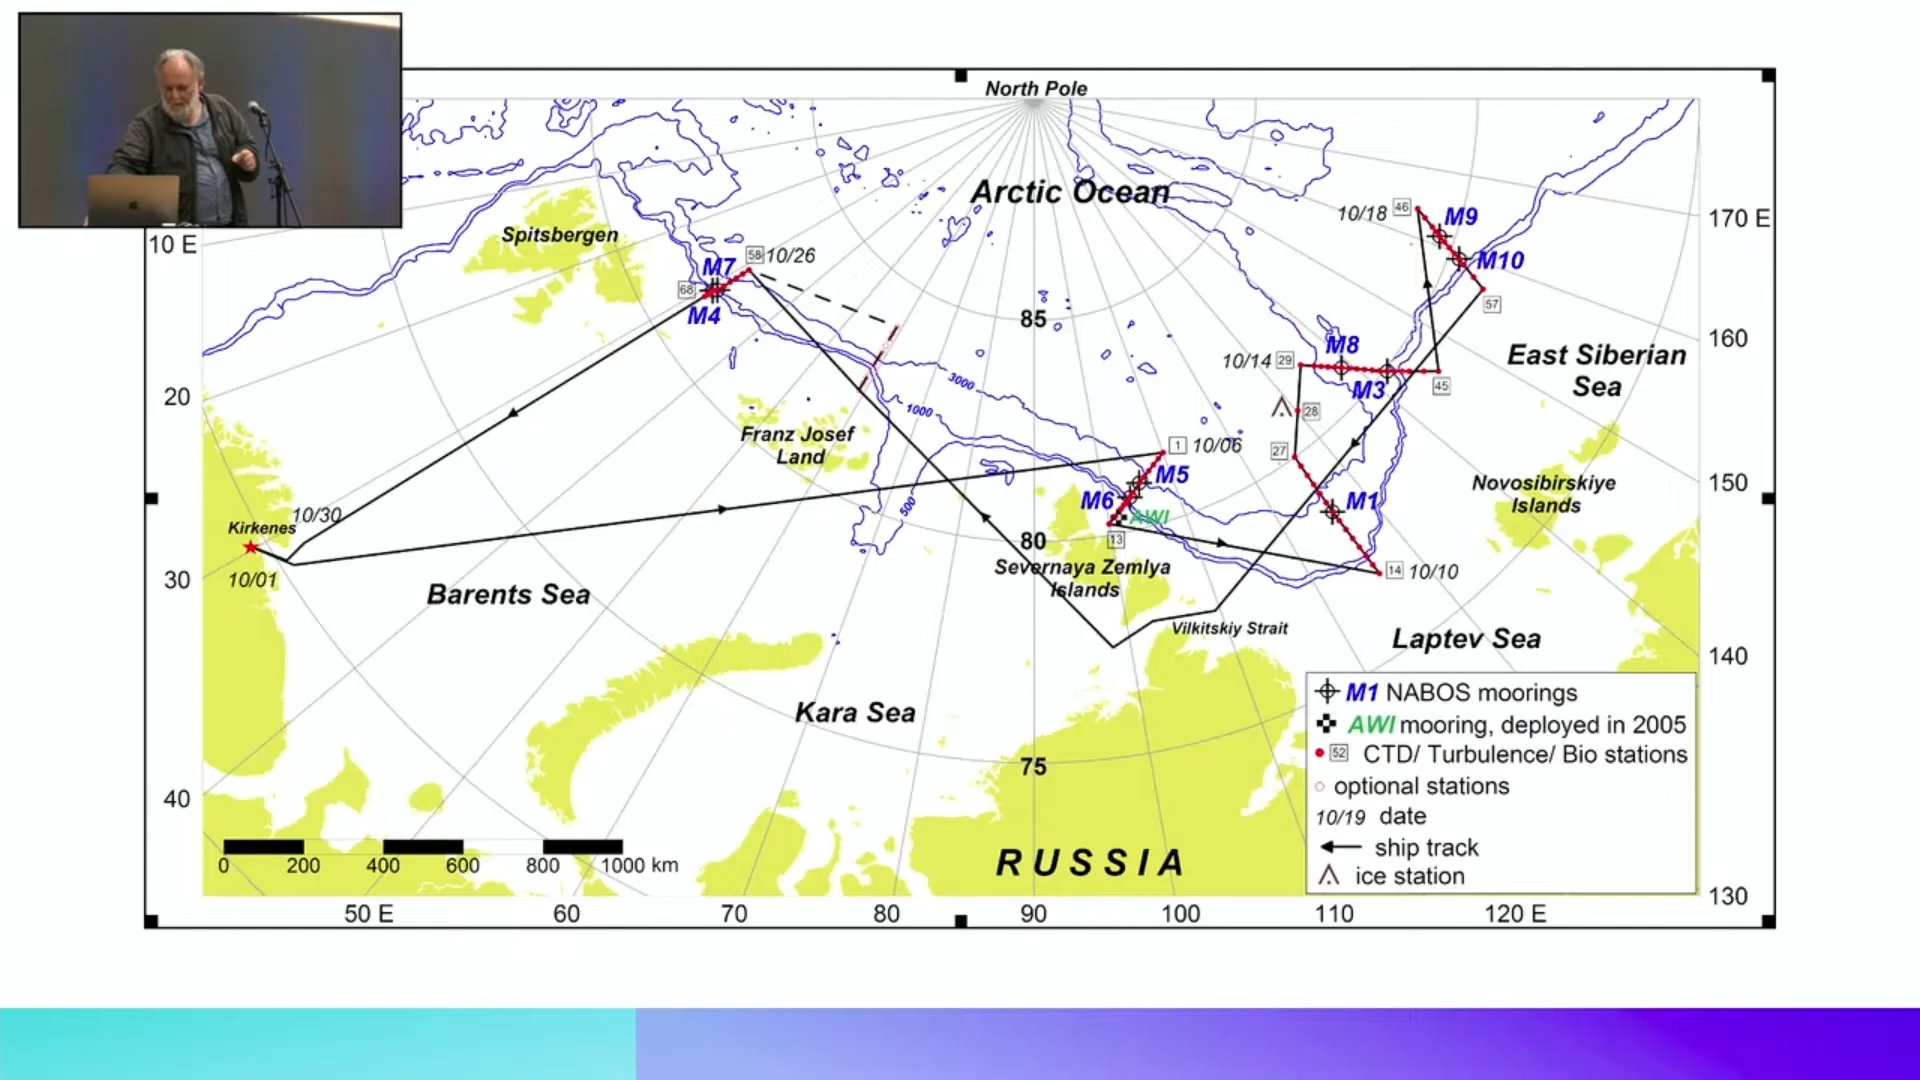 North Pole
Arctic Ocean
10 E
20
30
40
50 E
60
70
80
90
100
110
120 E
130
140
150
160
170 E
85
80
75
Spitsbergen
M7
58
10/26
68
M4
10/18
46
M9
M10
57
M8
10/14
29
M3
45
East Siberian
Sea
28
27
3000
1000
500
Franz Josef
Land
1
10/06
M5
M6
AWI
13
M1
14
10/10
Novosibirskiye
Islands
Kirkenes
10/30
10/01
Barents Sea
Severnaya Zemlya
Islands
Vilkitskiy Strait
Laptev Sea
Kara Sea
RUSSIA
0 200 400 600 800 1000 km
M1 NABOS moorings
AWI mooring, deployed in 2005
52 CTD/ Turbulence/ Bio stations
optional stations
10/19 date
ship track
ice station